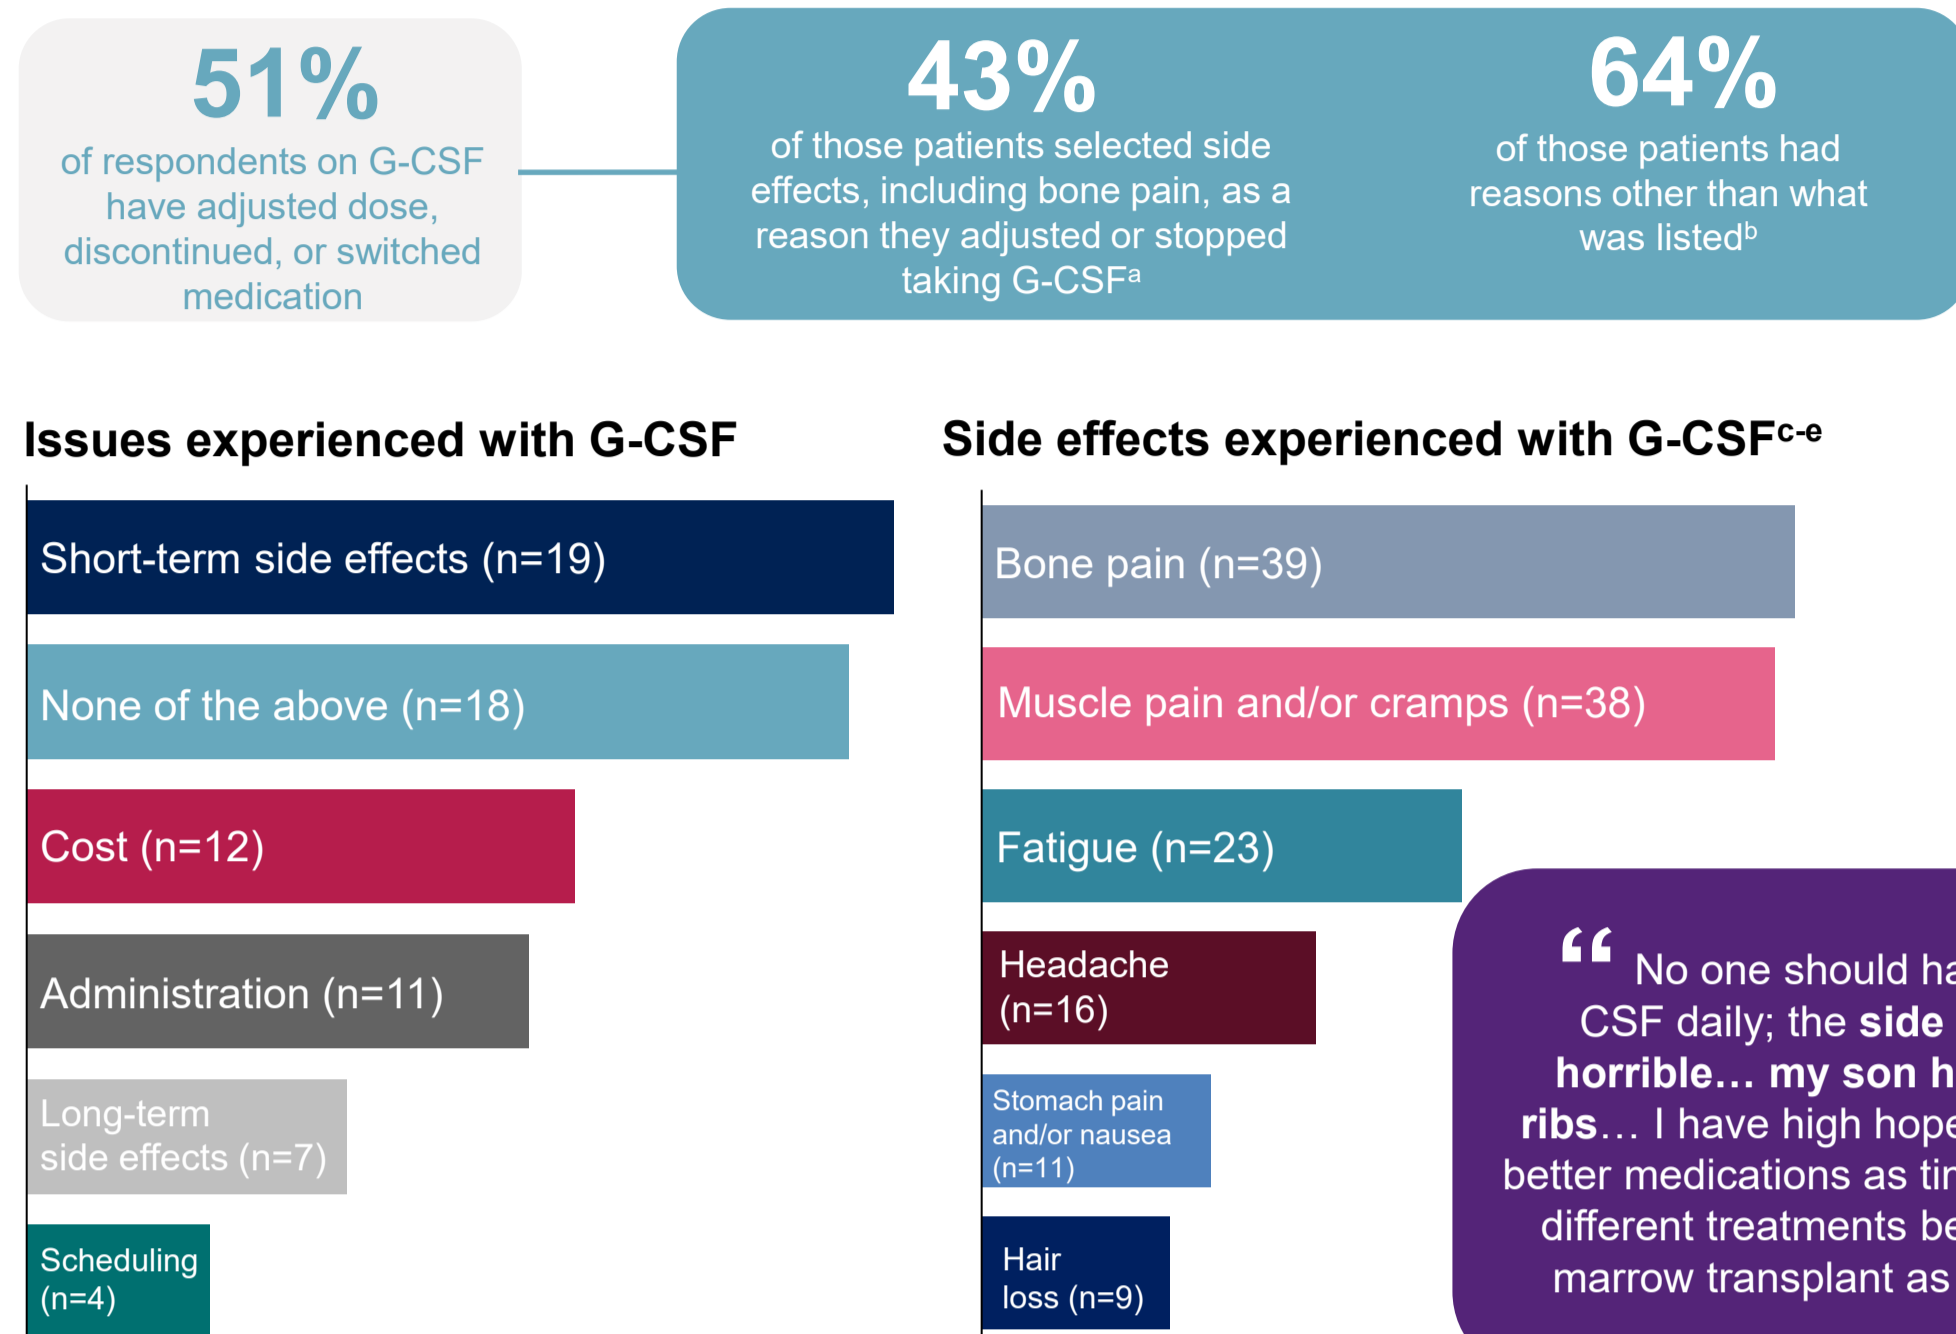 51%
of respondents on G-CSF
have adjusted dose,
discontinued, or switched
medication
43%
of those patients selected side
effects, including bone pain, as a
reason they adjusted or stopped
taking G-CSFᵃ
64%
of those patients had
reasons other than what
was listedᵇ
Issues experienced with G-CSF
Short-term side effects (n=19)
None of the above (n=18)
Cost (n=12)
Administration (n=11)
Long-term
side effects (n=7)
Scheduling
(n=4)
Side effects experienced with G-CSFᶜ⁻ᵉ
Bone pain (n=39)
Muscle pain and/or cramps (n=38)
Fatigue (n=23)
Headache
(n=16)
Stomach pain
and/or nausea
(n=11)
Hair
loss (n=9)
“ No one should
CSF daily; the side
horrible… my son
ribs… I have high
better medications as
different treatments
marrow transplant as